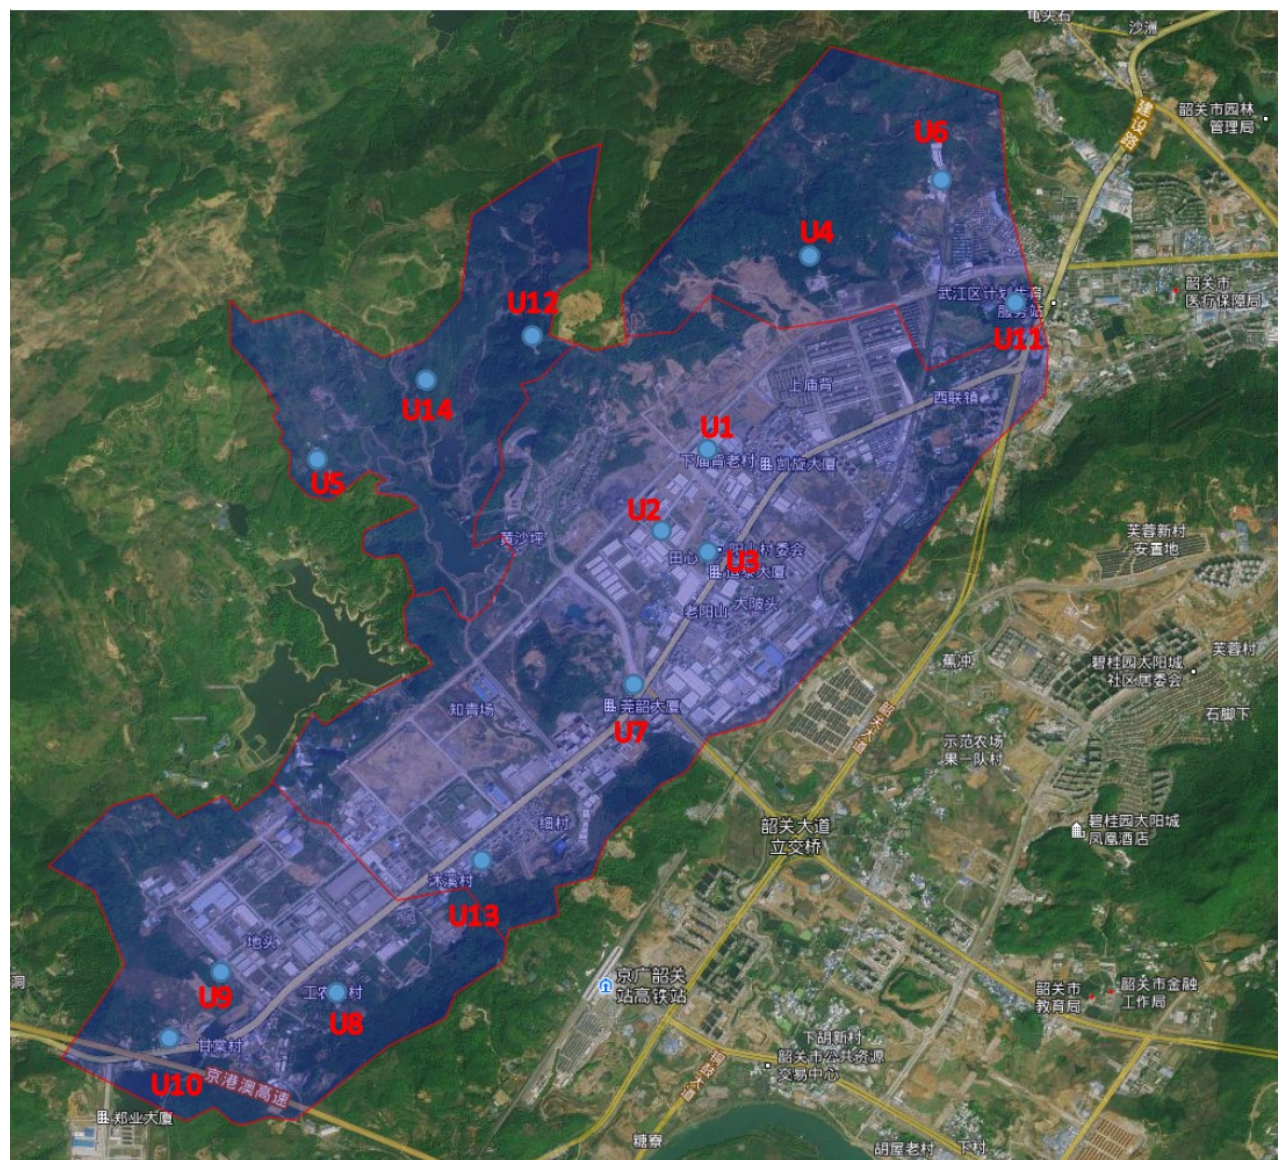 龟头石
沙洲
建设路
韶关市园林
管理局
U6
U4
韶关市
医疗保障局
武江区计划生育
服务站
U12
U11
U14
上庙背
西联镇
U1
下庙背老村
凯旋大厦
U5
U2
黄沙坪
阳山村委会
田心
U3
芙蓉新村
安置地
老阳山
大陂头
芙蓉村
蕉冲
碧桂园太阳城
社区居委会
知青场
莞韶大厦
石脚下
U7
韶关大道
示范农场
果一队村
细村
韶关大道
立交桥
碧桂园太阳城
凤凰酒店
沐溪村
U13
地头
京广韶关
站高铁站
洞
U9
工农村
U8
韶关市
教育局
韶关市金融
工作局
甘棠村
下胡新村
韶关市公共资源
交易中心
U10
京港澳高速
郑业大厦
糖寮
胡屋老村
下村